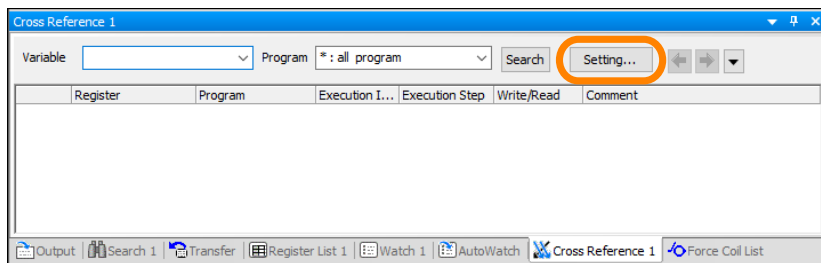 Cross Reference 1
Variable Program * : all program Search Setting...
Register Program Execution I... Execution Step Write/Read Comment
Output Search 1 Transfer Register List 1 Watch 1 AutoWatch Cross Reference 1 Force Coil List